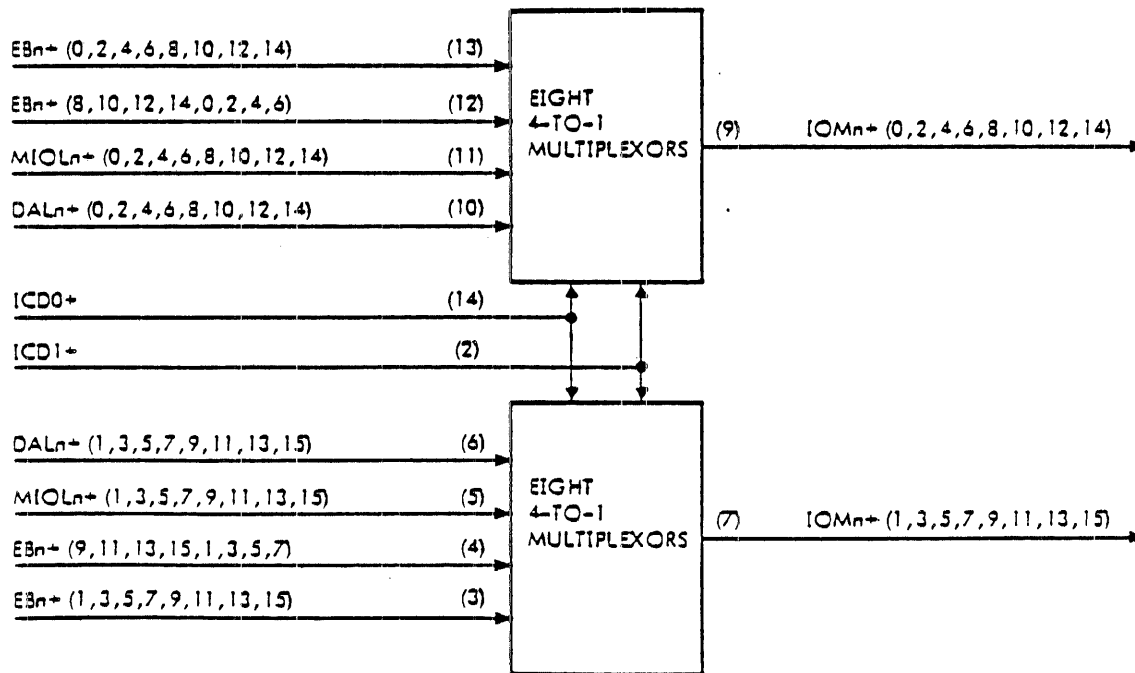 EBn+ (0,2,4,6,8,10,12,14) (13)
EBn+ (8,10,12,14,0,2,4,6) (12)
MIOLn+ (0,2,4,6,8,10,12,14) (11)
DALn+ (0,2,4,6,8,10,12,14) (10)
EIGHT
4-TO-1
MULTIPLEXORS
(9) IOMn+ (0,2,4,6,8,10,12,14)
ICD0+ (14)
ICD1+ (2)
DALn+ (1,3,5,7,9,11,13,15) (6)
MIOLn+ (1,3,5,7,9,11,13,15) (5)
EBn+ (9,11,13,15,1,3,5,7) (4)
EBn+ (1,3,5,7,9,11,13,15) (3)
EIGHT
4-TO-1
MULTIPLEXORS
(7) IOMn+ (1,3,5,7,9,11,13,15)